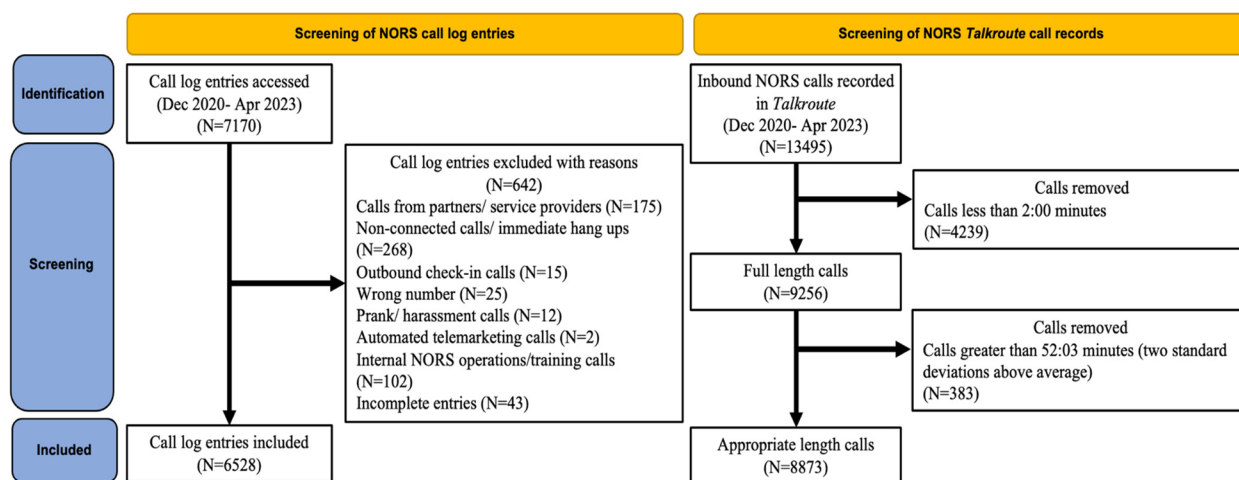 Screening of NORS call log entries
Screening of NORS Talkroute call records
Identification
Call log entries accessed
(Dec 2020- Apr 2023)
(N=7170)
Inbound NORS calls recorded
in Talkroute
(Dec 2020- Apr 2023)
(N=13495)
Screening
Call log entries excluded with reasons
(N=642)
Calls from partners/ service providers (N=175)
Non-connected calls/ immediate hang ups
(N=268)
Outbound check-in calls (N=15)
Wrong number (N=25)
Prank/ harassment calls (N=12)
Automated telemarketing calls (N=2)
Internal NORS operations/training calls
(N=102)
Incomplete entries (N=43)
Calls removed
Calls less than 2:00 minutes
(N=4239)
Full length calls
(N=9256)
Calls removed
Calls greater than 52:03 minutes (two standard
deviations above average)
(N=383)
Included
Call log entries included
(N=6528)
Appropriate length calls
(N=8873)